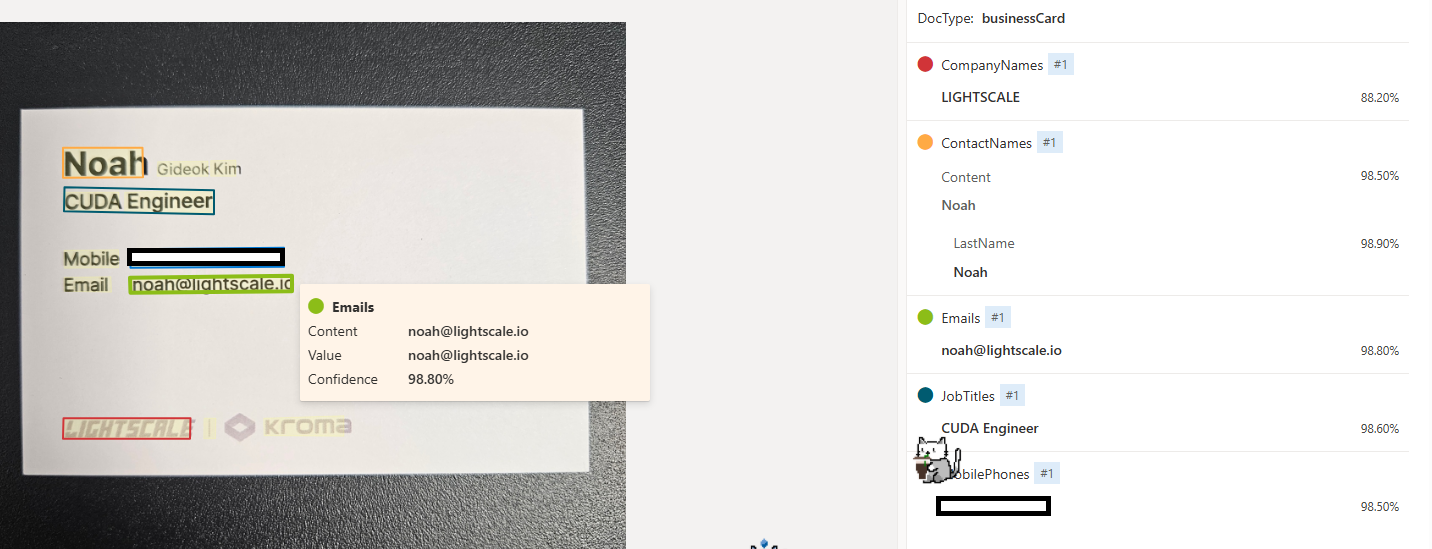 Noah Gideok Kim
CUDA Engineer
Mobile
Email noah@lightscale.io
LIGHTSCALE | kroma
Emails
Content noah@lightscale.io
Value noah@lightscale.io
Confidence 98.80%
DocType: businessCard
CompanyNames #1
LIGHTSCALE 88.20%
ContactNames #1
Content 98.50%
Noah
LastName 98.90%
Noah
Emails #1
noah@lightscale.io 98.80%
JobTitles #1
CUDA Engineer 98.60%
obilePhones #1
98.50%